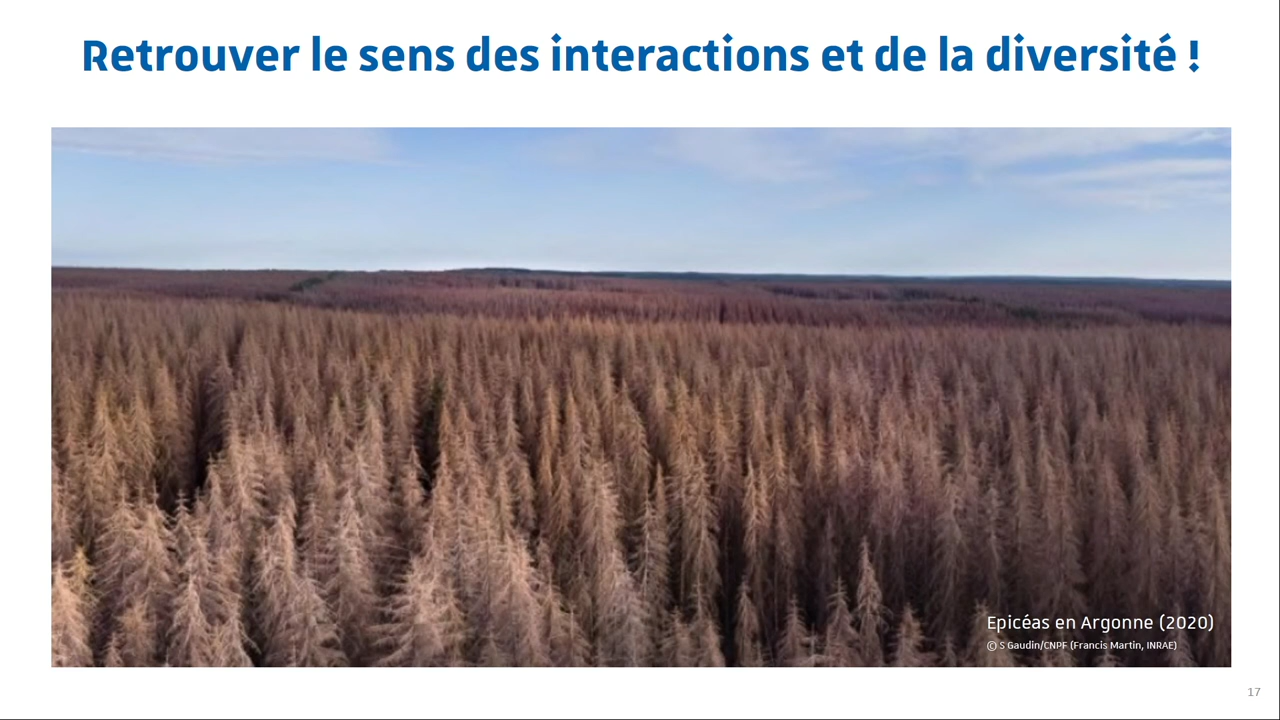 Retrouver le sens des interactions et de la diversité !
Epicéas en Argonne (2020)
© S Gaudin/CNPF (Francis Martin, INRAE)
17